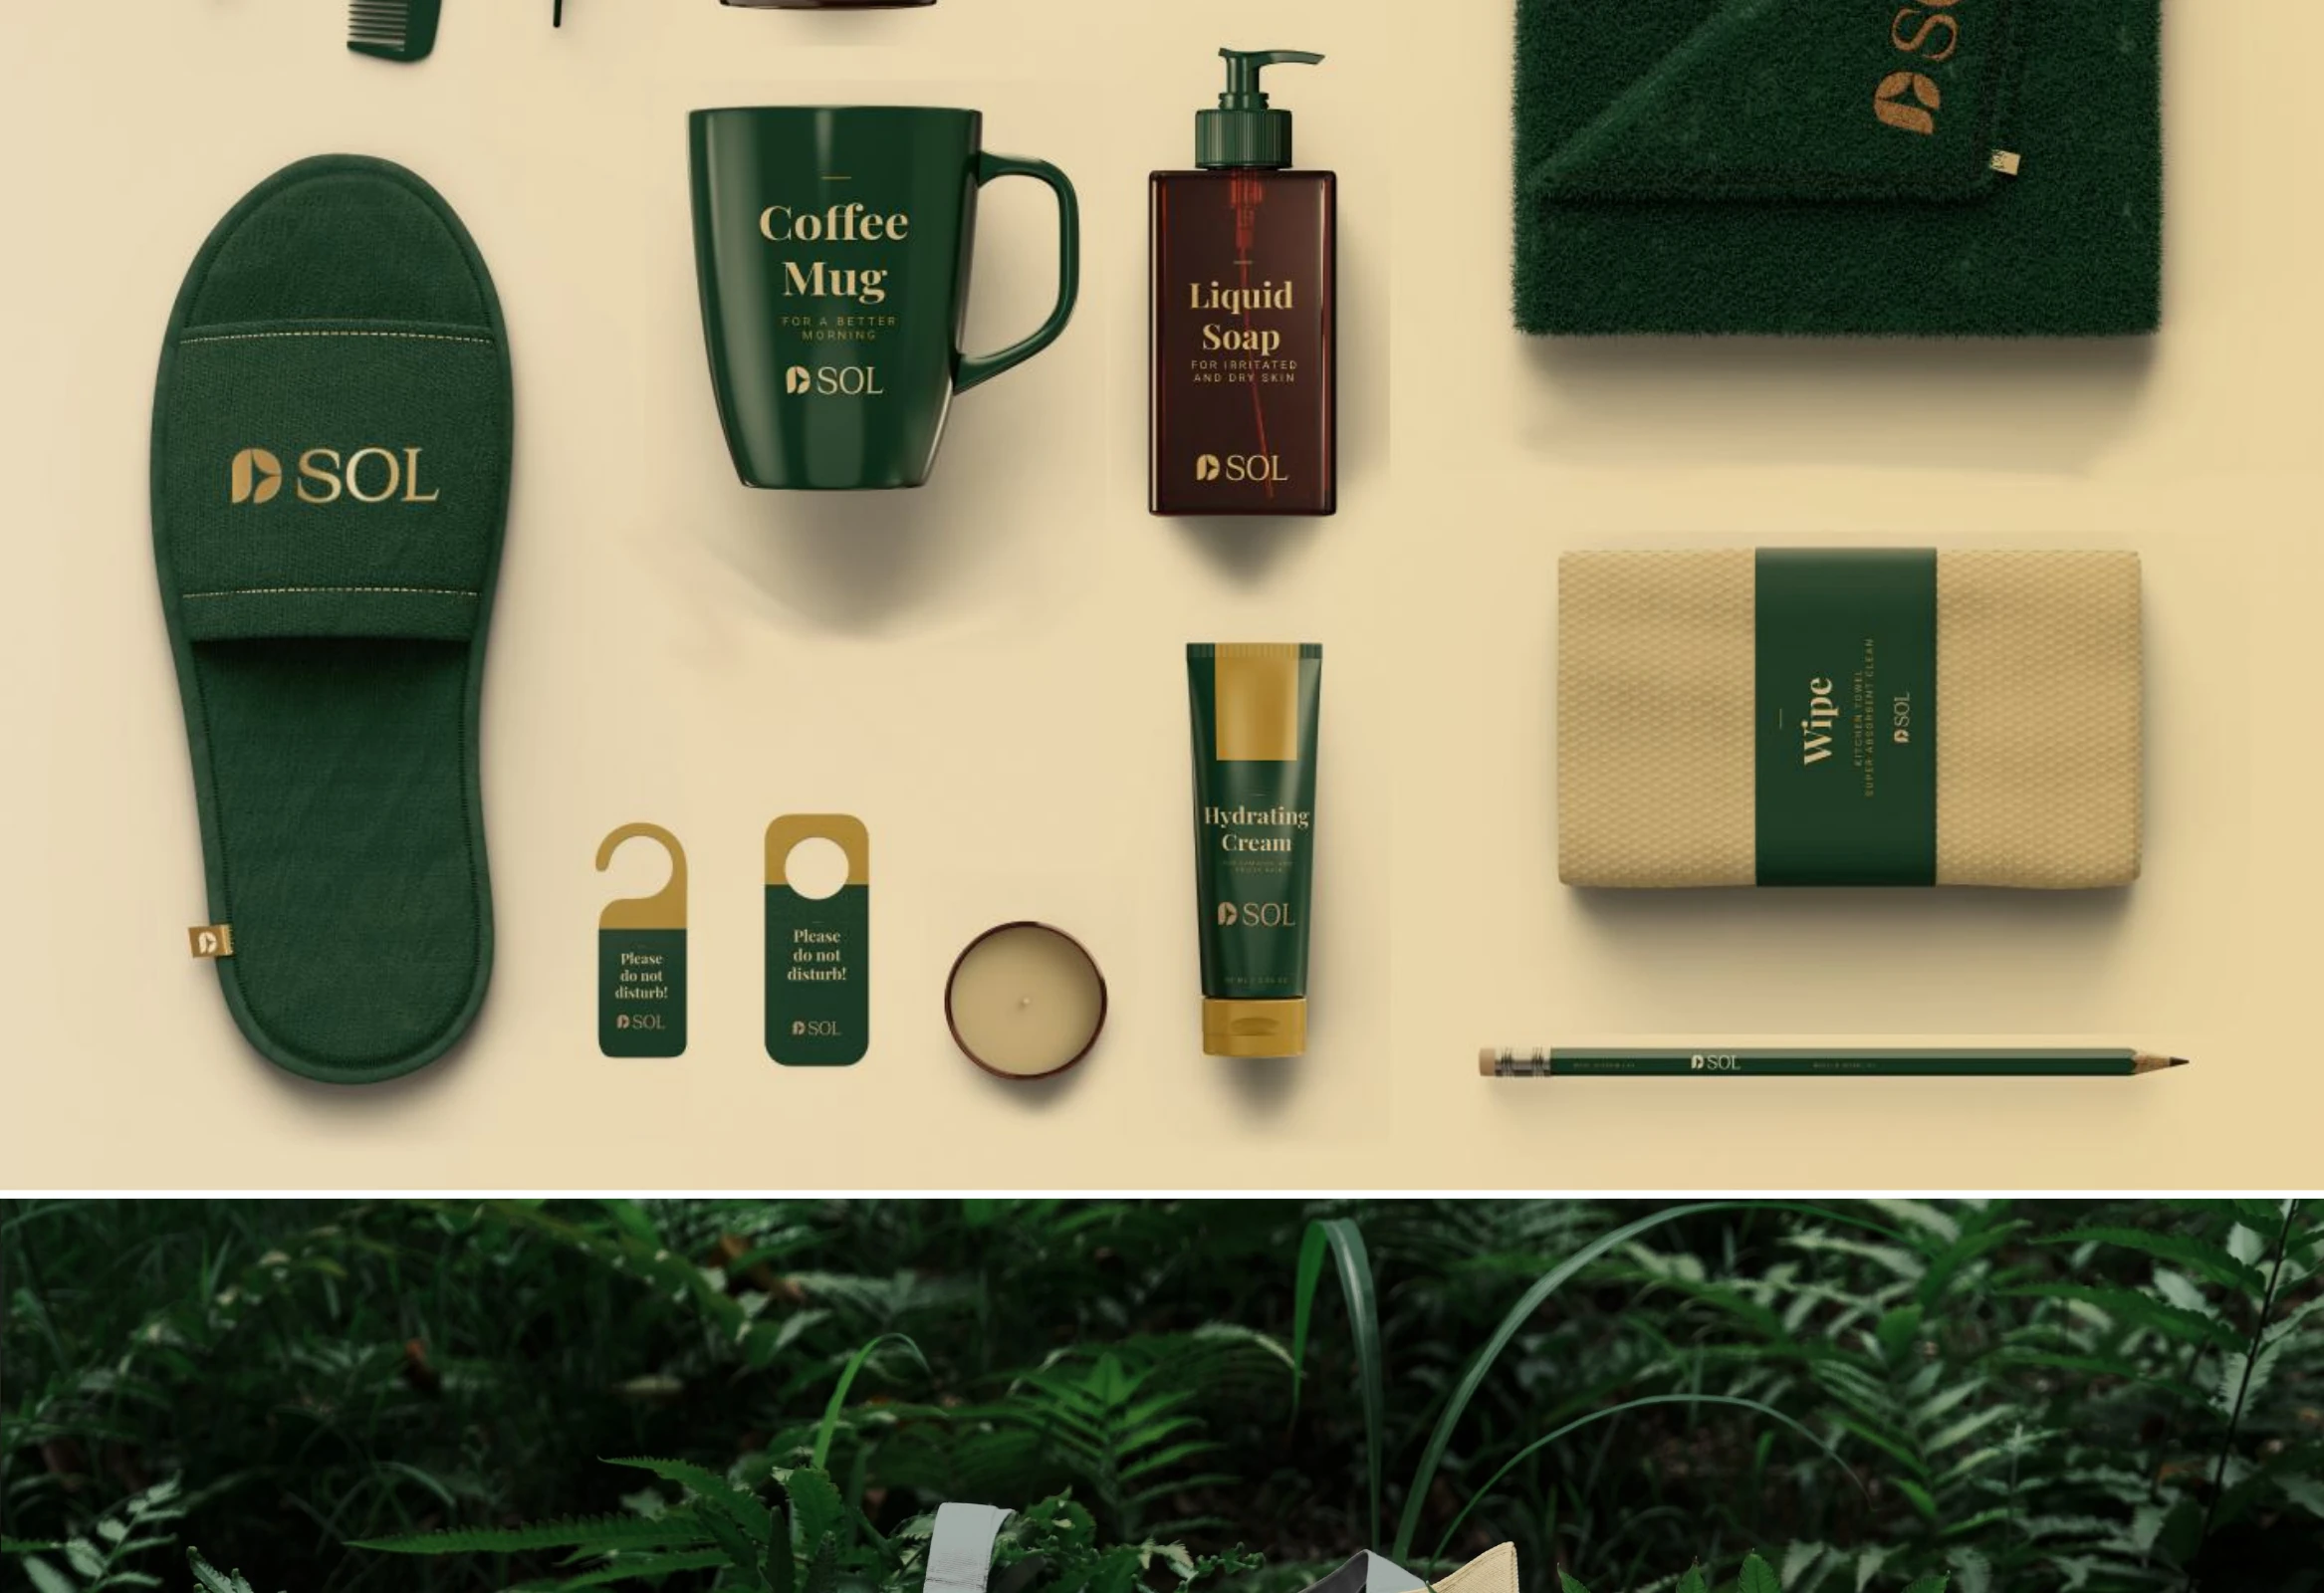 SO
Coffee
Mug
FOR A BETTER
MORNING
SOL
Liquid
Soap
FOR IRRITATED
AND DRY SKIN
SOL
SOL
Wipe
KITCHEN TOWEL
SUPER ABSORBENT CLEAN
SOL
Hydrating
Cream
SOL
Please
do not
disturb!
SOL
Please
do not
disturb!
SOL
SOL